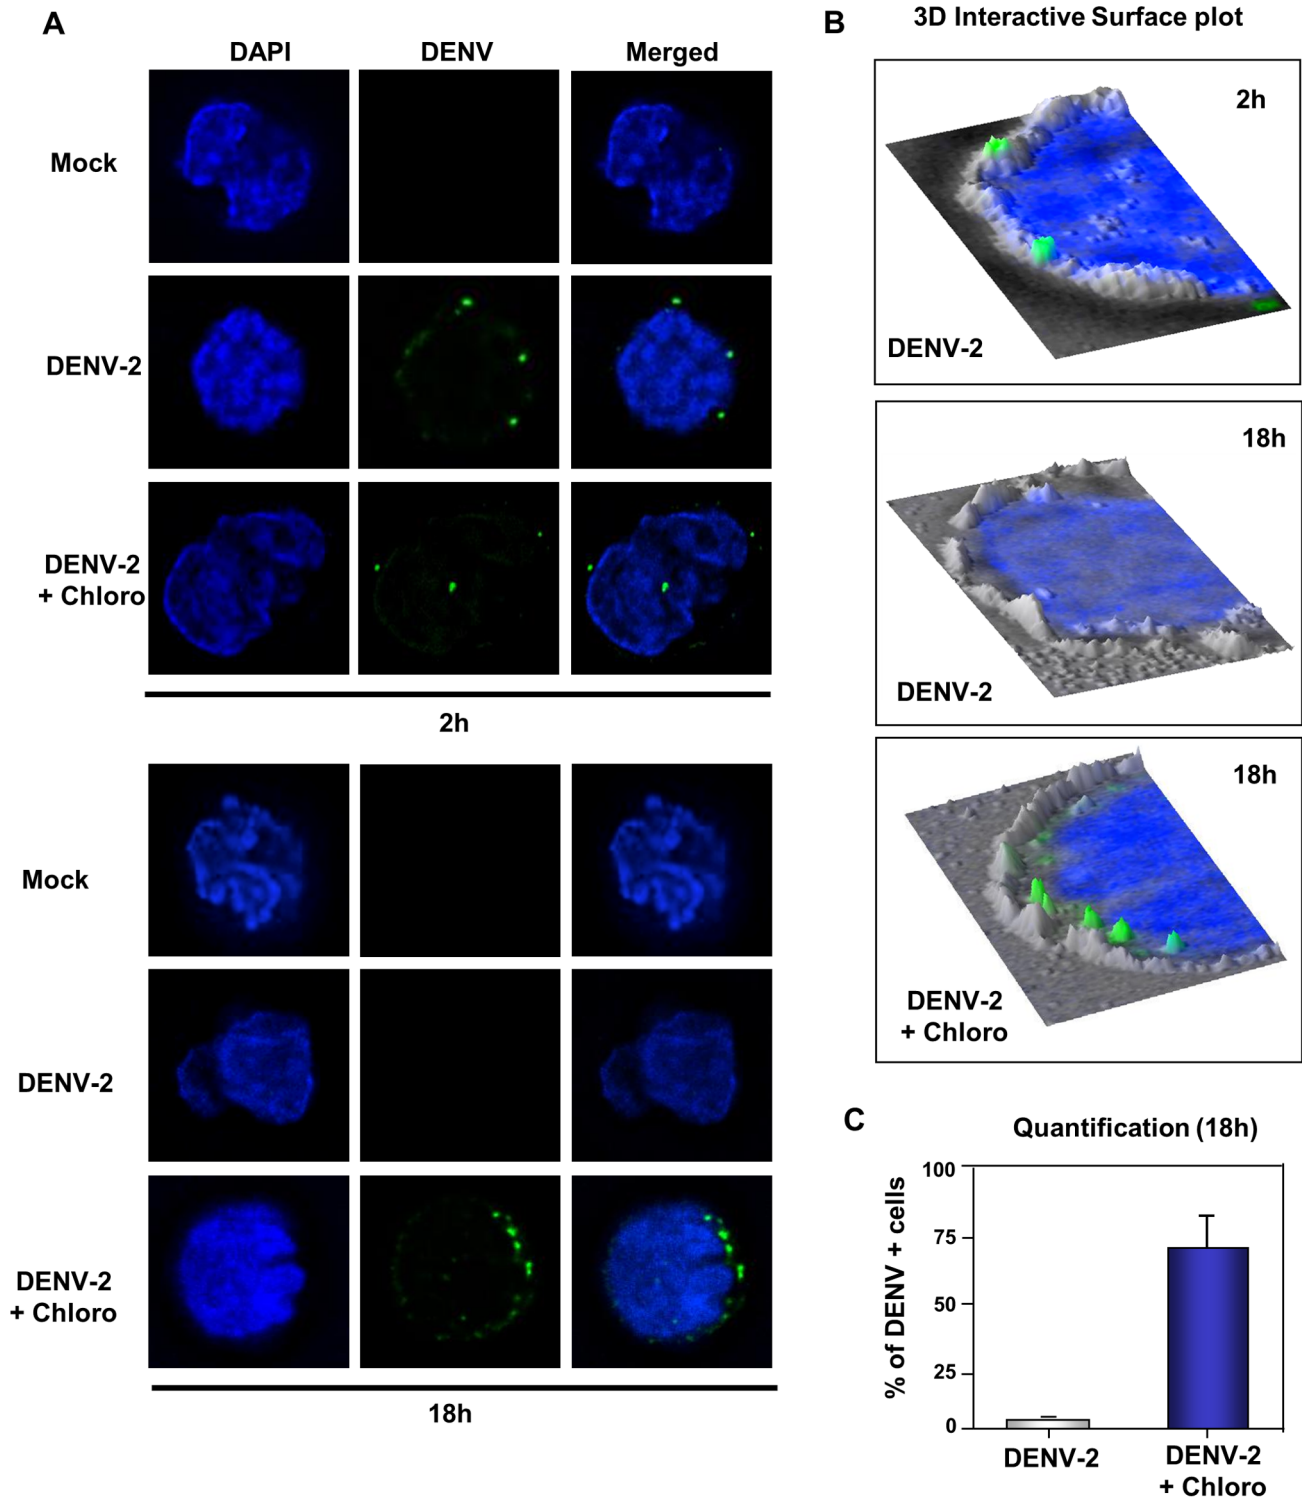 A
DAPI
DENV
Merged
Mock
DENV-2
DENV-2
+ Chloro
2h
Mock
DENV-2
DENV-2
+ Chloro
18h
B
3D Interactive Surface plot
2h
DENV-2
18h
DENV-2
18h
DENV-2
+ Chloro
C
Quantification (18h)
% of DENV + cells
100
75
50
25
0
DENV-2
DENV-2
+ Chloro